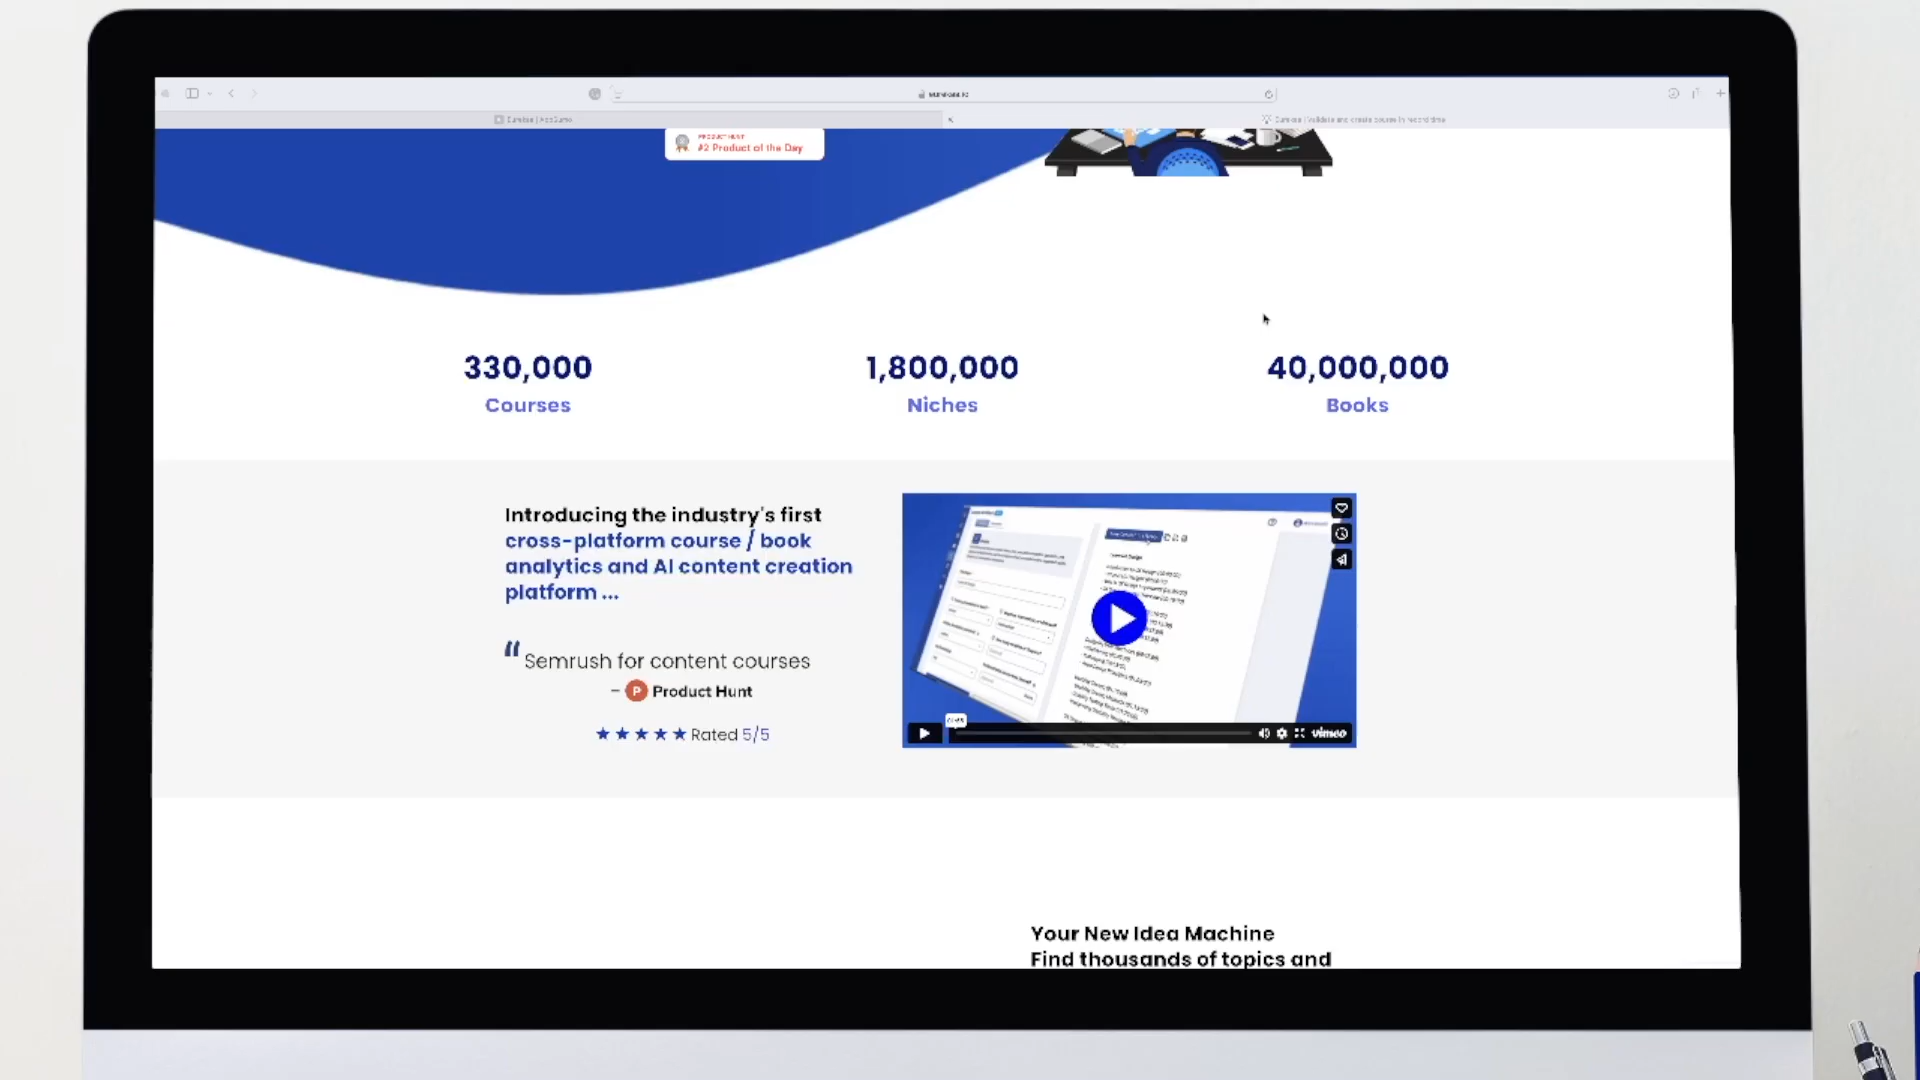 PRODUCT HUNT
#2 Product of the Day
330,000
Courses
1,800,000
Niches
40,000,000
Books
Introducing the industry's first
cross-platform course / book
analytics and AI content creation
platform ...
“ Semrush for content courses
– P Product Hunt
★★★★★ Rated 5/5
vimeo
Your New Idea Machine
Find thousands of topics and